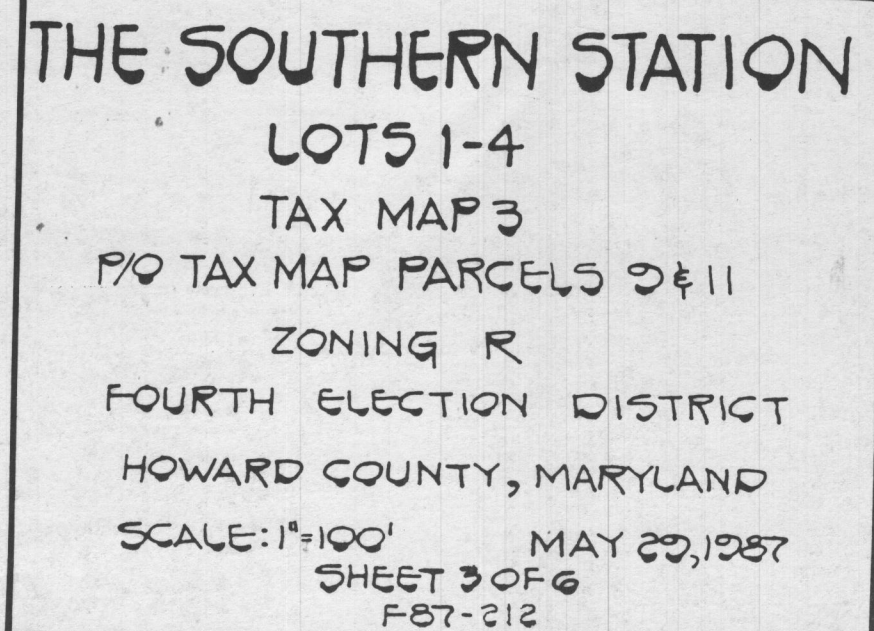 THE SOUTHERN STATION
LOTS 1-4
TAX MAP 3
P/O TAX MAP PARCELS 9 & 11
ZONING R
FOURTH ELECTION DISTRICT
HOWARD COUNTY, MARYLAND
SCALE: 1"=100' MAY 29, 1987
SHEET 3 OF 6
F-87-212